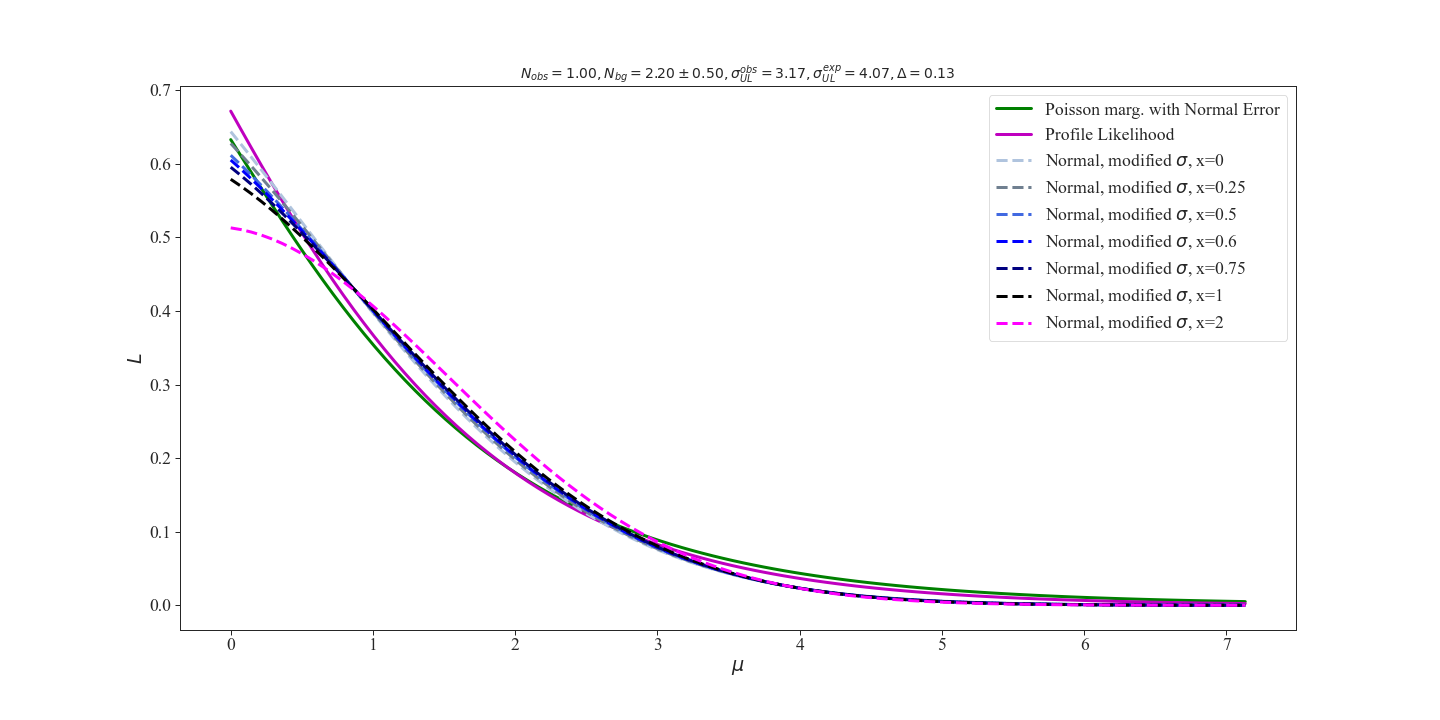 N_obs = 1.00, N_bg = 2.20 ± 0.50, σ_UL^obs = 3.17, σ_UL^exp = 4.07, Δ = 0.13
0.7
0.6
0.5
0.4
0.3
0.2
0.1
0.0
L
0 1 2 3 4 5 6 7
μ
Poisson marg. with Normal Error
Profile Likelihood
Normal, modified σ, x=0
Normal, modified σ, x=0.25
Normal, modified σ, x=0.5
Normal, modified σ, x=0.6
Normal, modified σ, x=0.75
Normal, modified σ, x=1
Normal, modified σ, x=2